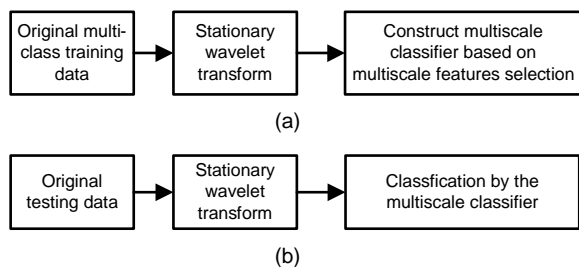 Original multi-
class training
data
Stationary
wavelet
transform
Construct multiscale
classifier based on
multiscale features selection
(a)
Original
testing data
Stationary
wavelet
transform
Classfication by the
multiscale classifier
(b)